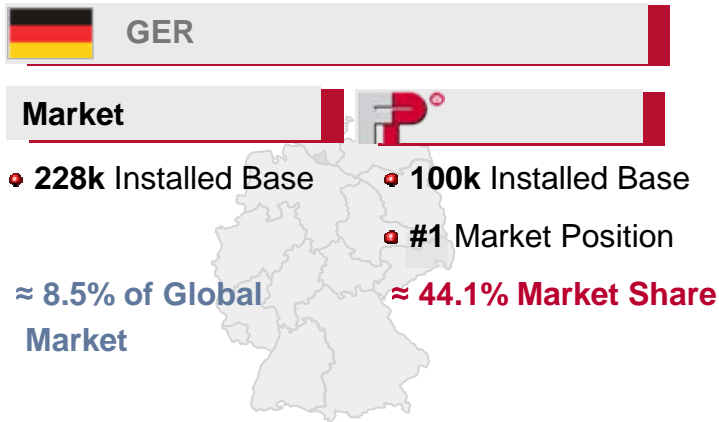 GER
Market
FP®
228k Installed Base
100k Installed Base
#1 Market Position
≈ 8.5% of Global
Market
≈ 44.1% Market Share